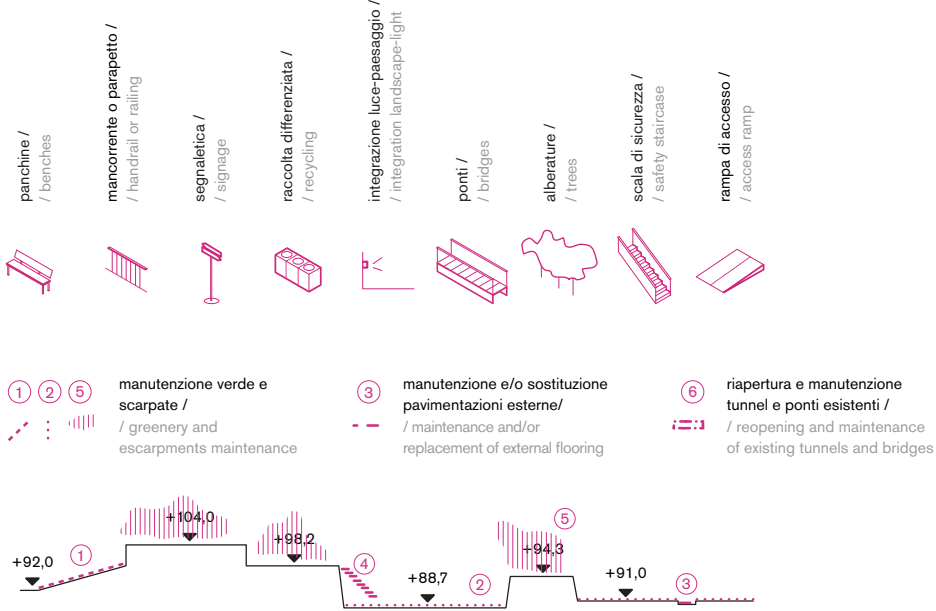 panchine /
/ benches
mancorrente o parapetto /
/ handrail or railing
segnaletica /
/ signage
raccolta differenziata /
/ recycling
integrazione luce-paesaggio /
/ integration landscape-light
ponti /
/ bridges
alberature /
/ trees
scala di sicurezza /
/ safety staircase
rampa di accesso /
/ access ramp
1 2 5
manutenzione verde e
scarpate /
/ greenery and
escarpments maintenance
3
manutenzione e/o sostituzione
pavimentazioni esterne/
/ maintenance and/or
replacement of external flooring
6
riapertura e manutenzione
tunnel e ponti esistenti /
/ reopening and maintenance
of existing tunnels and bridges
+92,0
1
+104,0
+98,2
4
+88,7
2
+94,3
5
+91,0
3